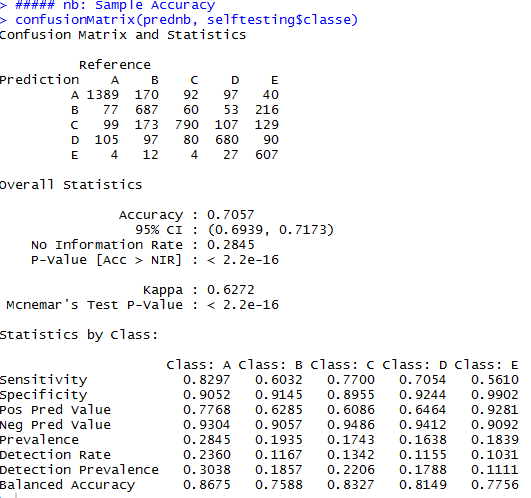 > ##### nb: Sample Accuracy
> confusionMatrix(prednb, selftesting$classe)
Confusion Matrix and Statistics
Reference
Prediction A B C D E
A 1389 170 92 97 40
B 77 687 60 53 216
C 99 173 790 107 129
D 105 97 80 680 90
E 4 12 4 27 607
Overall Statistics
Accuracy : 0.7057
95% CI : (0.6939, 0.7173)
No Information Rate : 0.2845
P-Value [Acc > NIR] : < 2.2e-16
Kappa : 0.6272
Mcnemar's Test P-Value : < 2.2e-16
Statistics by Class:
Class: A Class: B Class: C Class: D Class: E
Sensitivity 0.8297 0.6032 0.7700 0.7054 0.5610
Specificity 0.9052 0.9145 0.8955 0.9244 0.9902
Pos Pred Value 0.7768 0.6285 0.6086 0.6464 0.9281
Neg Pred Value 0.9304 0.9057 0.9486 0.9412 0.9092
Prevalence 0.2845 0.1935 0.1743 0.1638 0.1839
Detection Rate 0.2360 0.1167 0.1342 0.1155 0.1031
Detection Prevalence 0.3038 0.1857 0.2206 0.1788 0.1111
Balanced Accuracy 0.8675 0.7588 0.8327 0.8149 0.7756